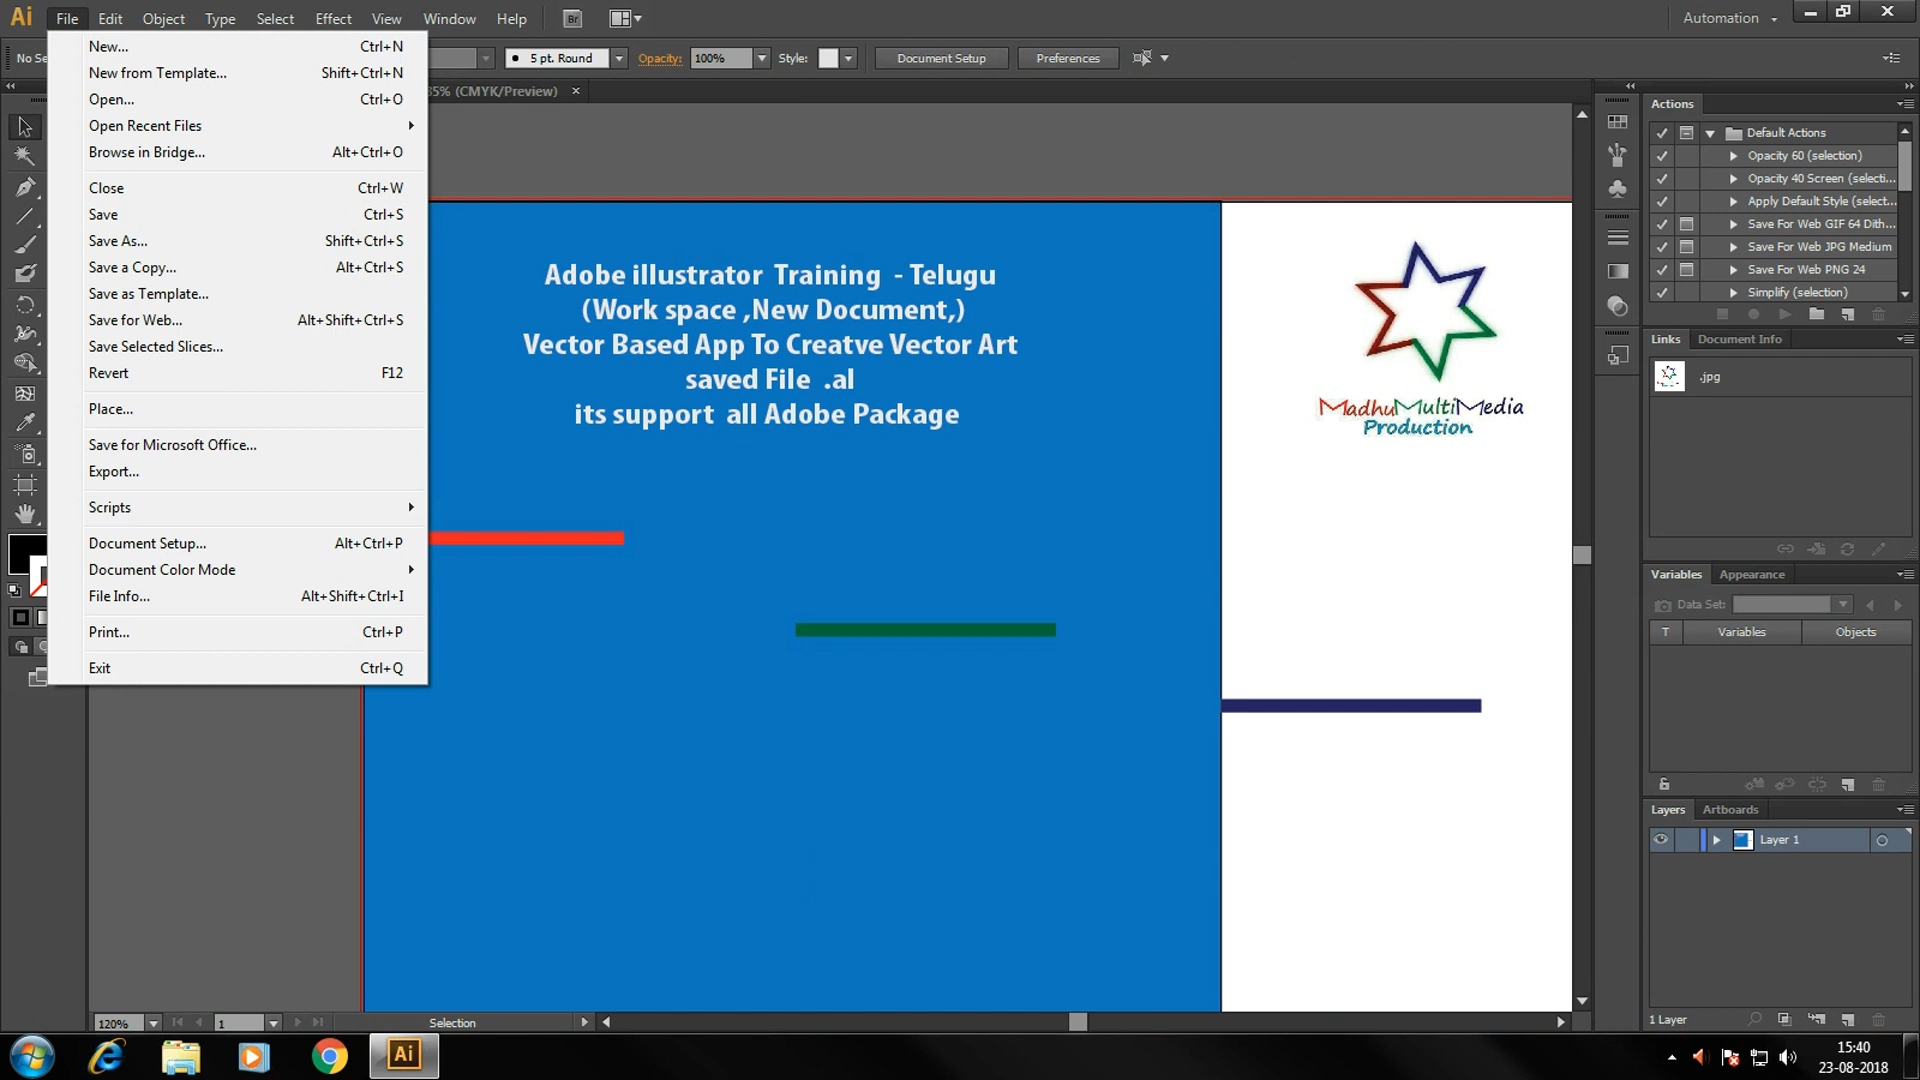 Ai File Edit Object Type Select Effect View Window Help Br Automation
5 pt. Round Opacity: 100% Style: Document Setup Preferences
(CMYK/Preview)
New... Ctrl+N
New from Template... Shift+Ctrl+N
Open... Ctrl+O
Open Recent Files
Browse in Bridge... Alt+Ctrl+O
Close Ctrl+W
Save Ctrl+S
Save As... Shift+Ctrl+S
Save a Copy... Alt+Ctrl+S
Save as Template...
Save for Web... Alt+Shift+Ctrl+S
Save Selected Slices...
Revert F12
Place...
Save for Microsoft Office...
Export...
Scripts
Document Setup... Alt+Ctrl+P
Document Color Mode
File Info... Alt+Shift+Ctrl+I
Print... Ctrl+P
Exit Ctrl+Q
Adobe illustrator Training - Telugu
(Work space ,New Document,)
Vector Based App To Creatve Vector Art
saved File .al
its support all Adobe Package
MadhuMultiMedia
Production
Actions
Default Actions
Opacity 60 (selection)
Opacity 40 Screen (selecti...
Apply Default Style (select...
Save For Web GIF 64 Dith...
Save For Web JPG Medium
Save For Web PNG 24
Simplify (selection)
Links Document Info
.jpg
Variables Appearance
Data Set:
T Variables Objects
Layers Artboards
Layer 1
1 Layer
120% 1 Selection
Ai
15:40
23-08-2018